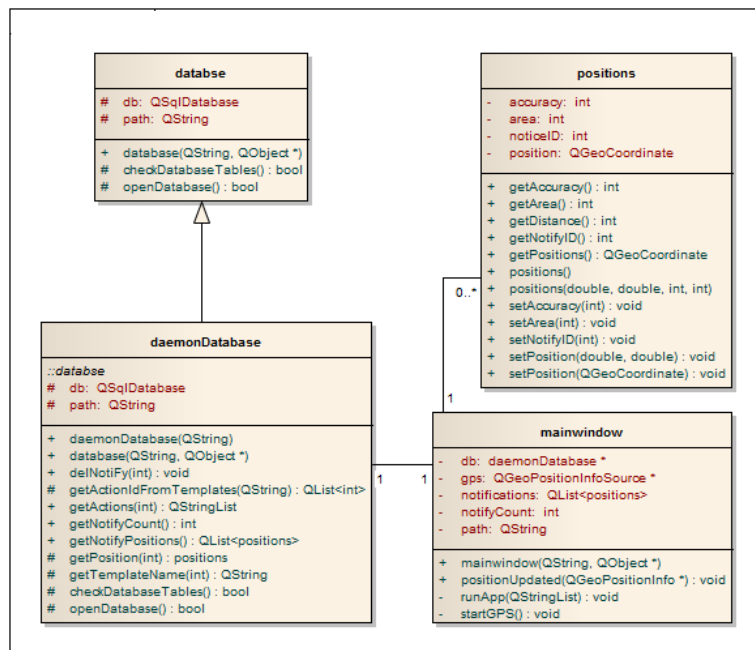 databse
# db: QSqlDatabase
# path: QString
+ database(QString, QObject *)
# checkDatabaseTables() : bool
# openDatabase() : bool
positions
- accuracy: int
- area: int
- noticeID: int
- position: QGeoCoordinate
+ getAccuracy() : int
+ getArea() : int
+ getDistance() : int
+ getNotifyID() : int
+ getPositions() : QGeoCoordinate
+ positions()
+ positions(double, double, int, int)
+ setAccuracy(int) : void
+ setArea(int) : void
+ setNotifyID(int) : void
+ setPosition(double, double) : void
+ setPosition(QGeoCoordinate) : void
0..*
1
daemonDatabase
::databse
# db: QSqlDatabase
# path: QString
+ daemonDatabase(QString)
+ database(QString, QObject *)
+ delNotiFy(int) : void
# getActionIdFromTemplates(QString) : QList<int>
+ getActions(int) : QStringList
+ getNotifyCount() : int
+ getNotifyPositions() : QList<positions>
# getPosition(int) : positions
# getTemplateName(int) : QString
# checkDatabaseTables() : bool
# openDatabase() : bool
1
1
mainwindow
- db: daemonDatabase *
- gps: QGeoPositionInfoSource *
- notifications: QList<positions>
- notifyCount: int
- path: QString
+ mainwindow(QString, QObject *)
+ positionUpdated(QGeoPositionInfo *) : void
- runApp(QStringList) : void
- startGPS() : void